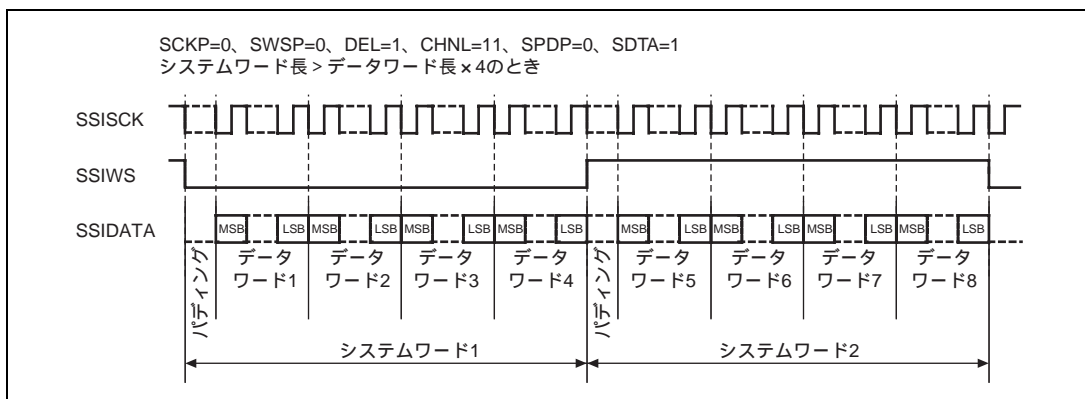 SCKP=0、SWSP=0、DEL=1、CHNL=11、SPDP=0、SDTA=1
システムワード長 > データワード長×4のとき
SSISCK
SSIWS
SSIDATA
MSB LSB MSB LSB MSB LSB MSB LSB MSB LSB MSB LSB MSB LSB MSB LSB
パディング
データ
ワード1
データ
ワード2
データ
ワード3
データ
ワード4
パディング
データ
ワード5
データ
ワード6
データ
ワード7
データ
ワード8
システムワード1
システムワード2